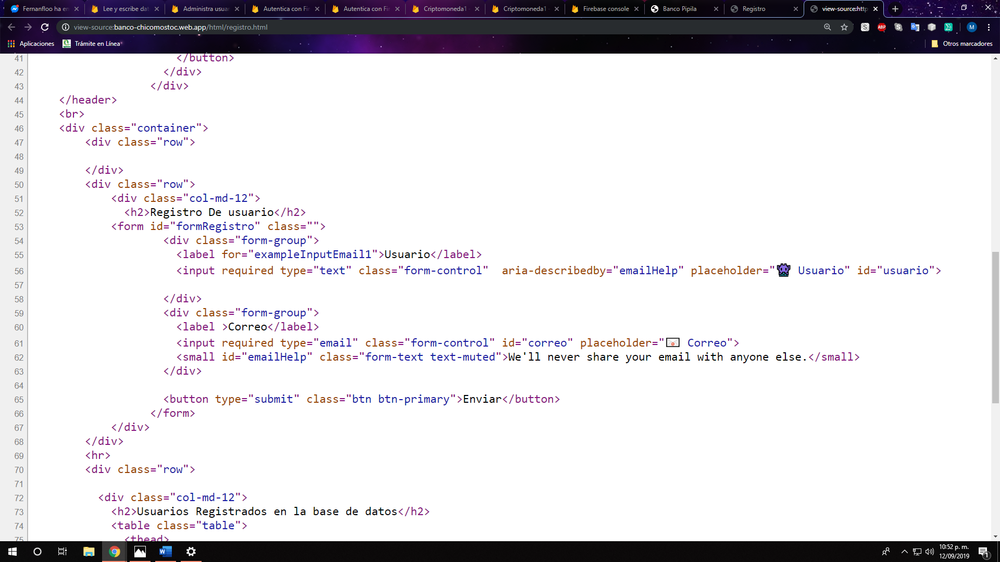 Fernanfloo ha en
Lee y escribe dat
Administra usuar
Autentica con Fir
Autentica con Fir
Criptomoneda1
Criptomoneda1
Firebase console
Banco Pipila
Registro
view-source:http
view-source:banco-chicomostoc.web.app/html/registro.html
Aplicaciones
Trámite en Línea
Otros marcadores
41 </button>
42 </div>
43 </div>
44 </header>
45 <br>
46 <div class="container">
47 <div class="row">
48
49 </div>
50 <div class="row">
51 <div class="col-md-12">
52 <h2>Registro De usuario</h2>
53 <form id="formRegistro" class="">
54 <div class="form-group">
55 <label for="exampleInputEmail1">Usuario</label>
56 <input required type="text" class="form-control"  aria-describedby="emailHelp" placeholder="👾 Usuario" id="usuario">
57
58 </div>
59 <div class="form-group">
60 <label >Correo</label>
61 <input required type="email" class="form-control" id="correo" placeholder="📧 Correo">
62 <small id="emailHelp" class="form-text text-muted">We'll never share your email with anyone else.</small>
63 </div>
64
65 <button type="submit" class="btn btn-primary">Enviar</button>
66 </form>
67 </div>
68 </div>
69 <hr>
70 <div class="row">
71
72 <div class="col-md-12">
73 <h2>Usuarios Registrados en la base de datos</h2>
74 <table class="table">
75 <thead>
10:52 p. m.
12/09/2019